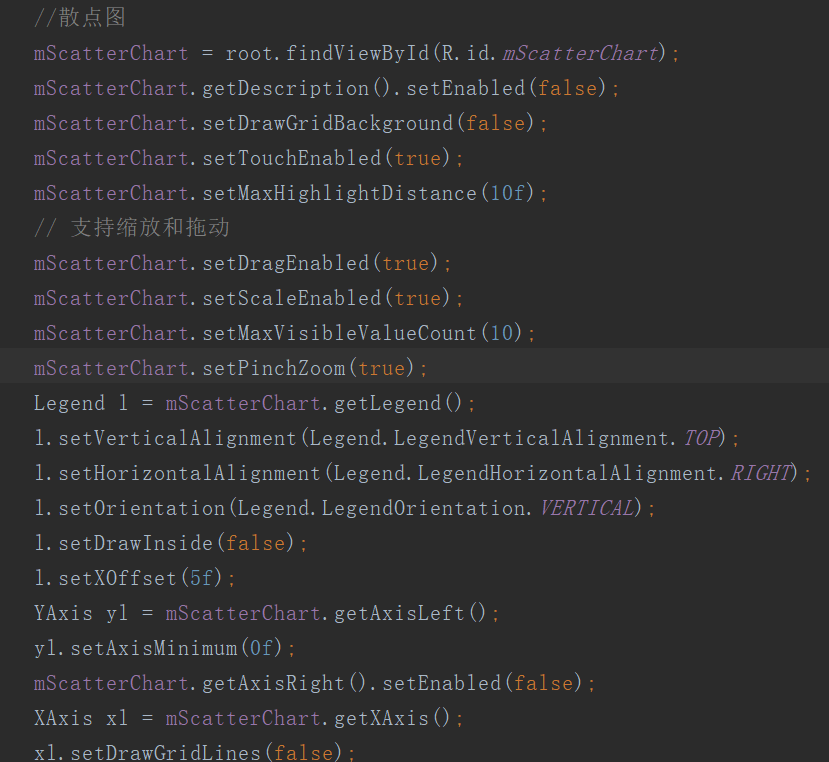 //散点图
mScatterChart = root.findViewById(R.id.mScatterChart);
mScatterChart.getDescription().setEnabled(false);
mScatterChart.setDrawGridBackground(false);
mScatterChart.setTouchEnabled(true);
mScatterChart.setMaxHighlightDistance(10f);
// 支持缩放和拖动
mScatterChart.setDragEnabled(true);
mScatterChart.setScaleEnabled(true);
mScatterChart.setMaxVisibleValueCount(10);
mScatterChart.setPinchZoom(true);
Legend l = mScatterChart.getLegend();
l.setVerticalAlignment(Legend.LegendVerticalAlignment.TOP);
l.setHorizontalAlignment(Legend.LegendHorizontalAlignment.RIGHT);
l.setOrientation(Legend.LegendOrientation.VERTICAL);
l.setDrawInside(false);
l.setXOffset(5f);
YAxis yl = mScatterChart.getAxisLeft();
yl.setAxisMinimum(0f);
mScatterChart.getAxisRight().setEnabled(false);
XAxis xl = mScatterChart.getXAxis();
xl.setDrawGridLines(false);